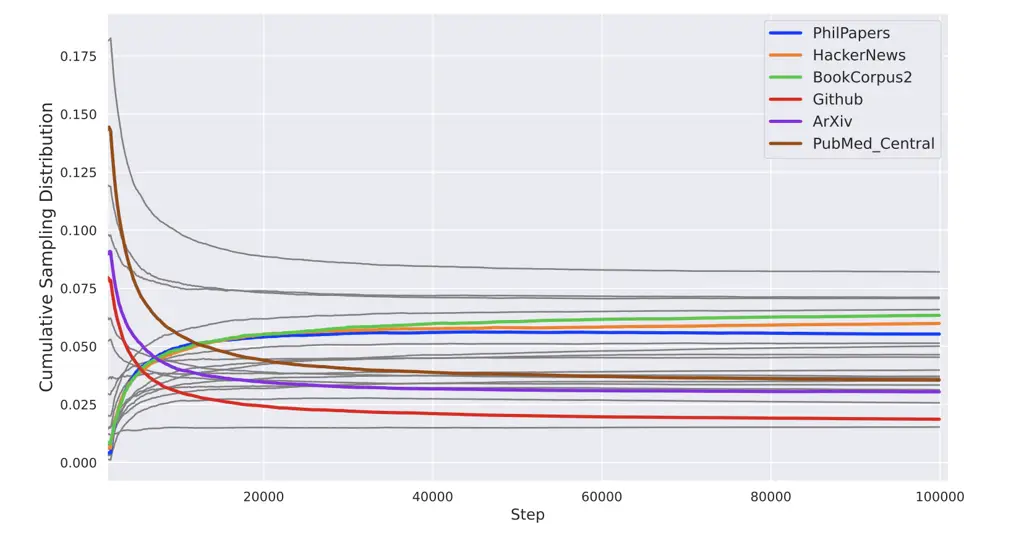 PhilPapers
HackerNews
BookCorpus2
Github
ArXiv
PubMed_Central
Cumulative Sampling Distribution
0.175
0.150
0.125
0.100
0.075
0.050
0.025
0.000
20000 40000 60000 80000 100000
Step